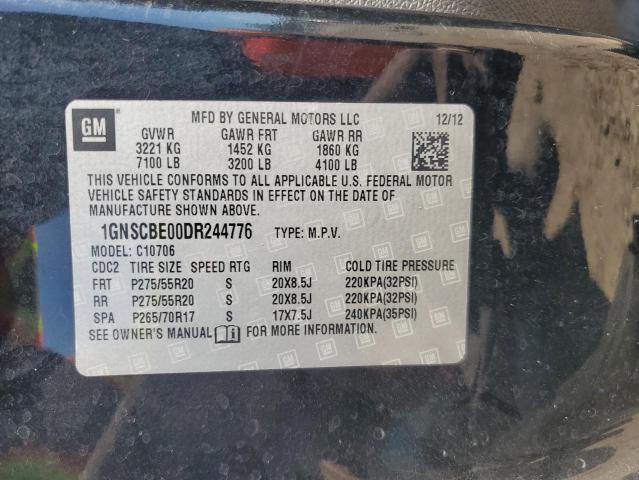 GM
MFD BY GENERAL MOTORS LLC 12/12
GVWR GAWR FRT GAWR RR
3221 KG 1452 KG 1860 KG
7100 LB 3200 LB 4100 LB
THIS VEHICLE CONFORMS TO ALL APPLICABLE U.S. FEDERAL MOTOR
VEHICLE SAFETY STANDARDS IN EFFECT ON THE DATE OF
MANUFACTURE SHOWN ABOVE.
1GNSCBE00DR244776 TYPE: M.P.V.
MODEL: C10706
CDC2 TIRE SIZE SPEED RTG RIM COLD TIRE PRESSURE
FRT P275/55R20 S 20X8.5J 220KPA(32PSI)
RR P275/55R20 S 20X8.5J 220KPA(32PSI)
SPA P265/70R17 S 17X7.5J 240KPA(35PSI)
SEE OWNER'S MANUAL FOR MORE INFORMATION.